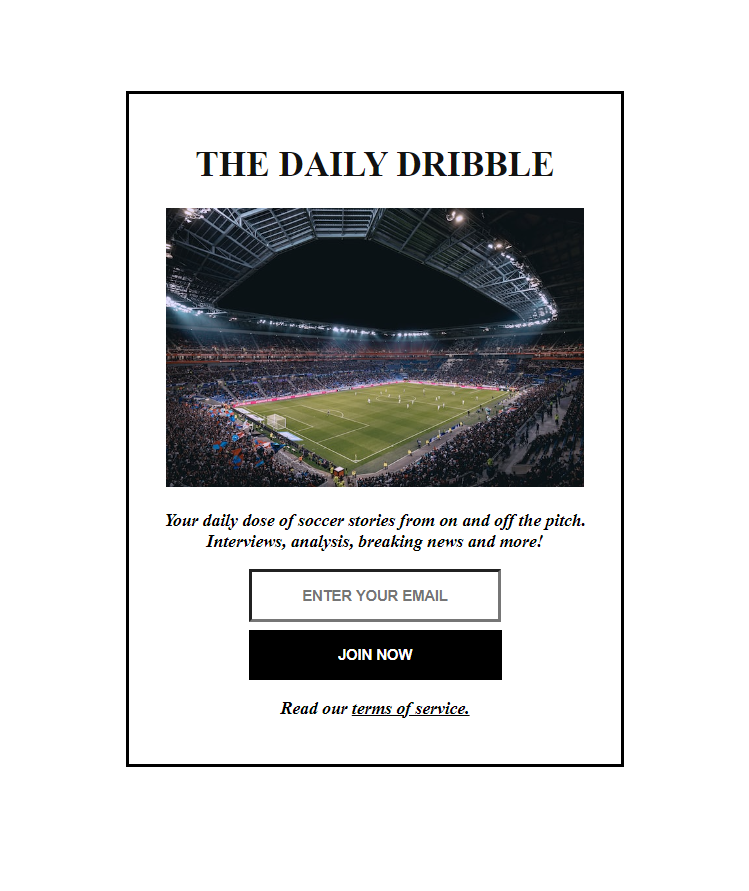 THE DAILY DRIBBLE
Your daily dose of soccer stories from on and off the pitch.
Interviews, analysis, breaking news and more!
ENTER YOUR EMAIL
JOIN NOW
Read our terms of service.